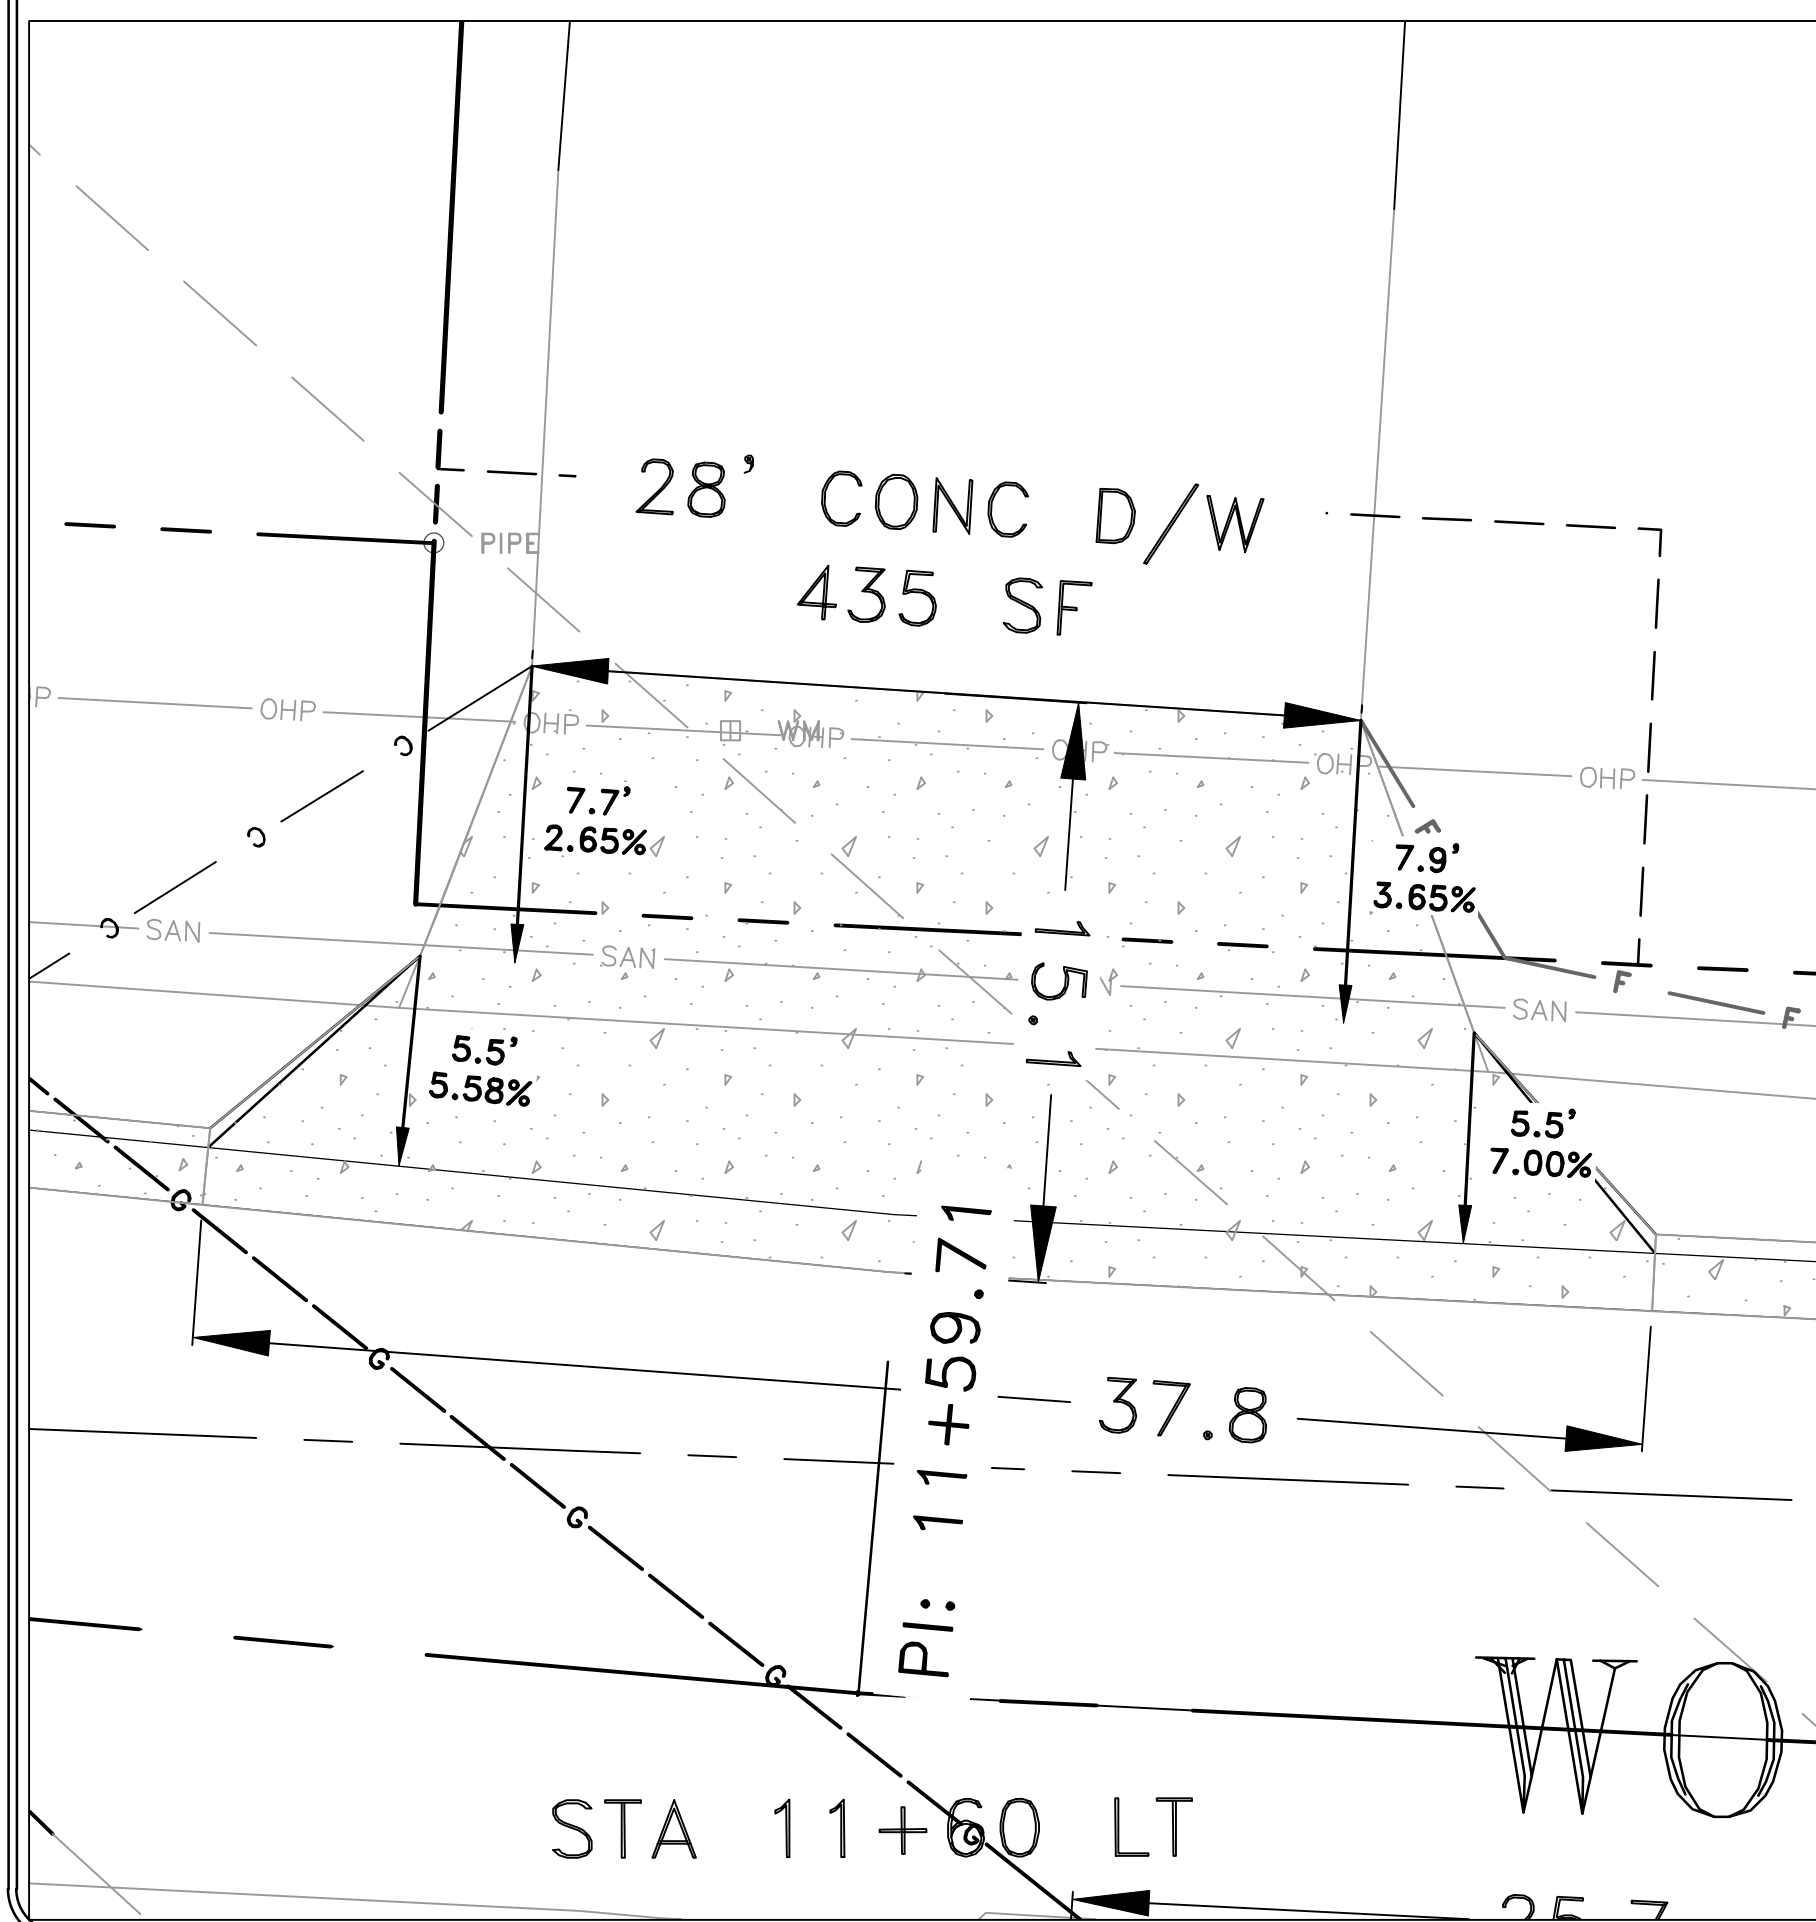 28' CONC D/W
435 SF
PIPE
P
OHP
OHP
WM
OHP
OHP
OHP
OHP
C
C
C
7.7'
2.65%
F
7.9'
3.65%
SAN
SAN
SAN
F
F
15.1
5.5'
5.58%
5.5'
7.00%
G
G
G
G
G
PI: 11+59.71
37.8
WO
STA 11+60 LT